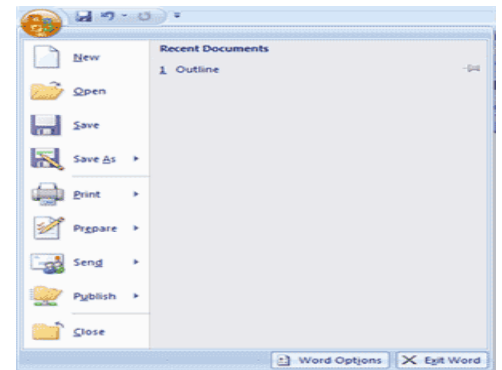 New
Open
Save
Save As
Print
Prepare
Send
Publish
Close
Recent Documents
1 Outline
Word Options
Exit Word